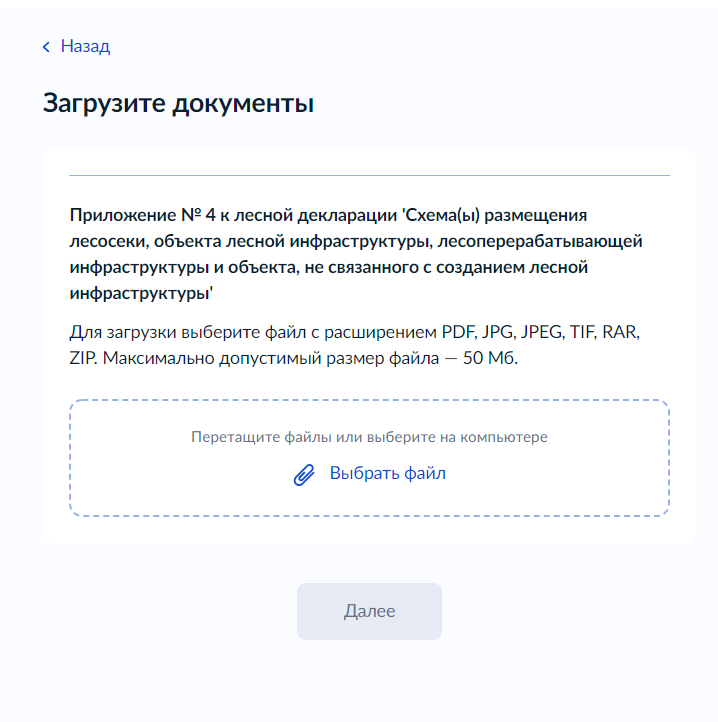 Назад
Загрузите документы
Приложение № 4 к лесной декларации 'Схема(ы) размещения
лесосеки, объекта лесной инфраструктуры, лесоперерабатывающей
инфраструктуры и объекта, не связанного с созданием лесной
инфраструктуры'
Для загрузки выберите файл с расширением PDF, JPG, JPEG, TIF, RAR,
ZIP. Максимально допустимый размер файла — 50 Мб.
Перетащите файлы или выберите на компьютере
Выбрать файл
Далее